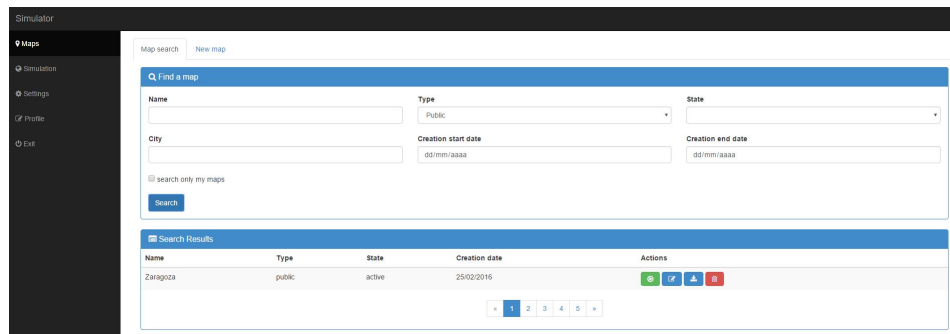 Simulator
Maps
Simulation
Settings
Profile
Exit
Map search New map
Find a map
Name Type State
Public
City Creation start date Creation end date
dd/mm/aaaa dd/mm/aaaa
search only my maps
Search
Search Results
Name Type State Creation date Actions
Zaragoza public active 25/02/2016
« 1 2 3 4 5 »